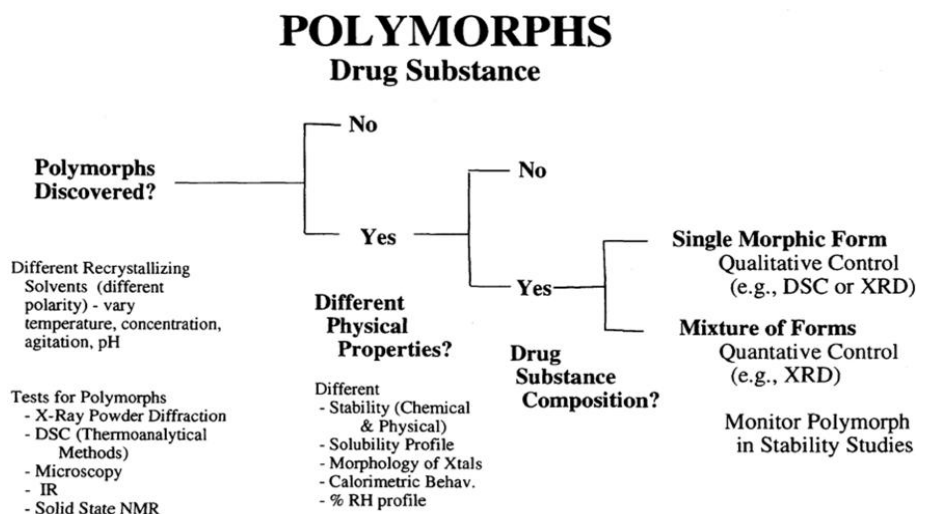 POLYMORPHS
Drug Substance
Polymorphs
Discovered?
No
Yes
Different Recrystallizing
Solvents (different
polarity) - vary
temperature, concentration,
agitation, pH
Tests for Polymorphs
- X-Ray Powder Diffraction
- DSC (Thermoanalytical
Methods)
- Microscopy
- IR
- Solid State NMR
Different
Physical
Properties?
Different
- Stability (Chemical
& Physical)
- Solubility Profile
- Morphology of Xtals
- Calorimetric Behav.
- % RH profile
No
Yes
Drug
Substance
Composition?
Single Morphic Form
Qualitative Control
(e.g., DSC or XRD)
Mixture of Forms
Quantative Control
(e.g., XRD)
Monitor Polymorph
in Stability Studies